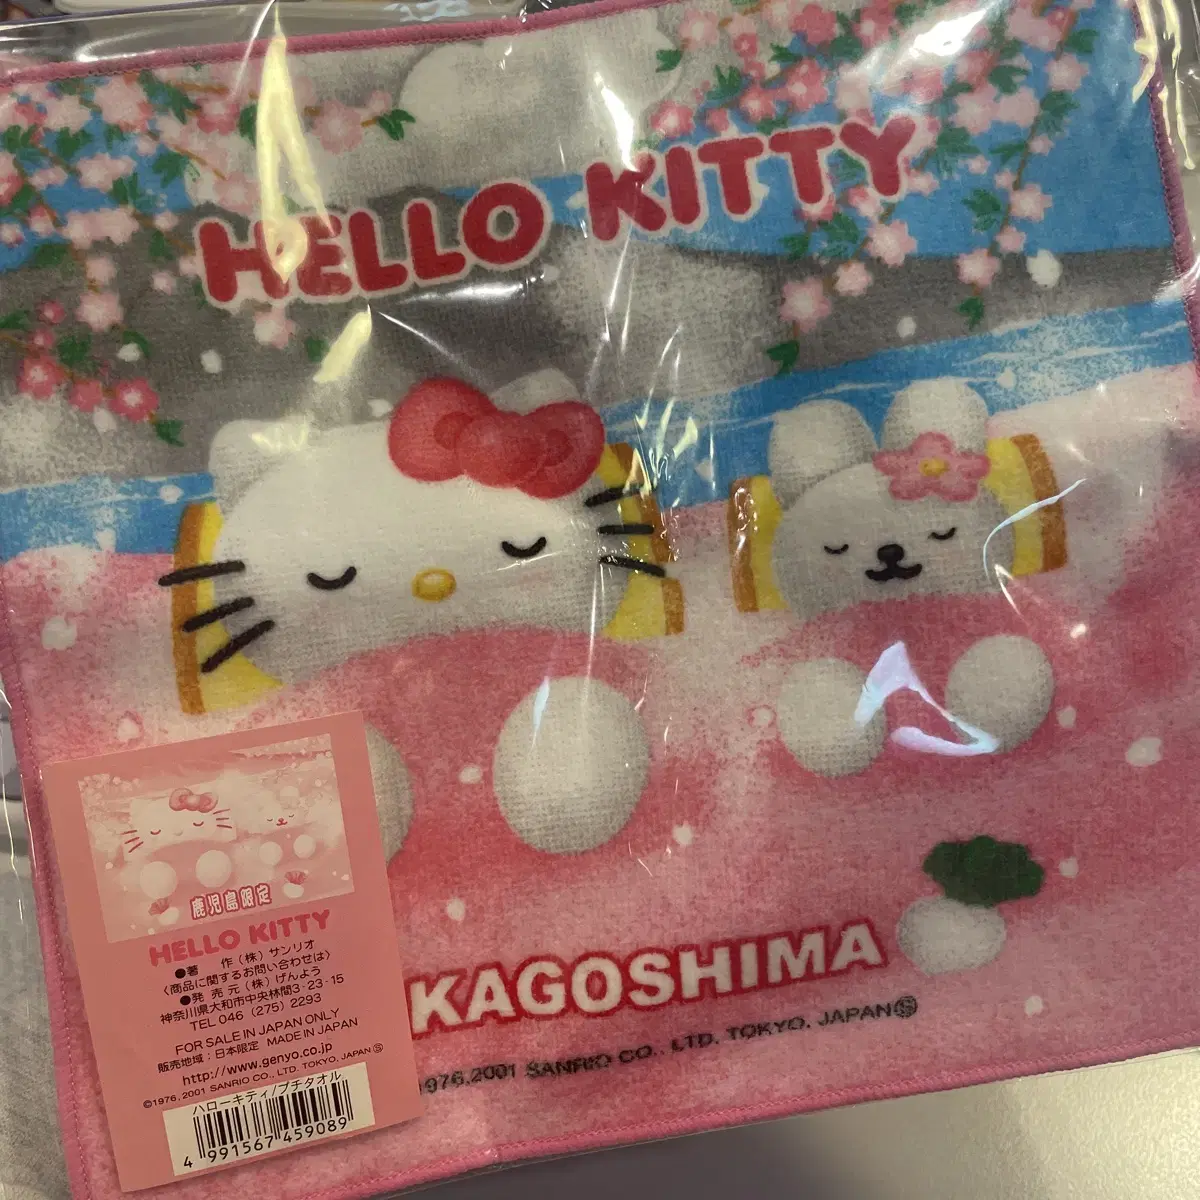 HELLO KITTY
KAGOSHIMA
1976,2001 SANRIO CO., LTD. TOKYO, JAPAN Ⓢ
鹿児島限定
HELLO KITTY
●著 作(株)サンリオ
〈商品に関するお問い合わせは〉
●発 売 元(株)げんよう
神奈川県大和市中央林間3-23-15
TEL 046 (275) 2293
FOR SALE IN JAPAN ONLY
販売地域:日本限定 MADE IN JAPAN
http://www.genyo.co.jp
©1976, 2001 SANRIO CO., LTD. TOKYO, JAPAN Ⓢ
ハローキティ/プチタオル
4 991567 459089